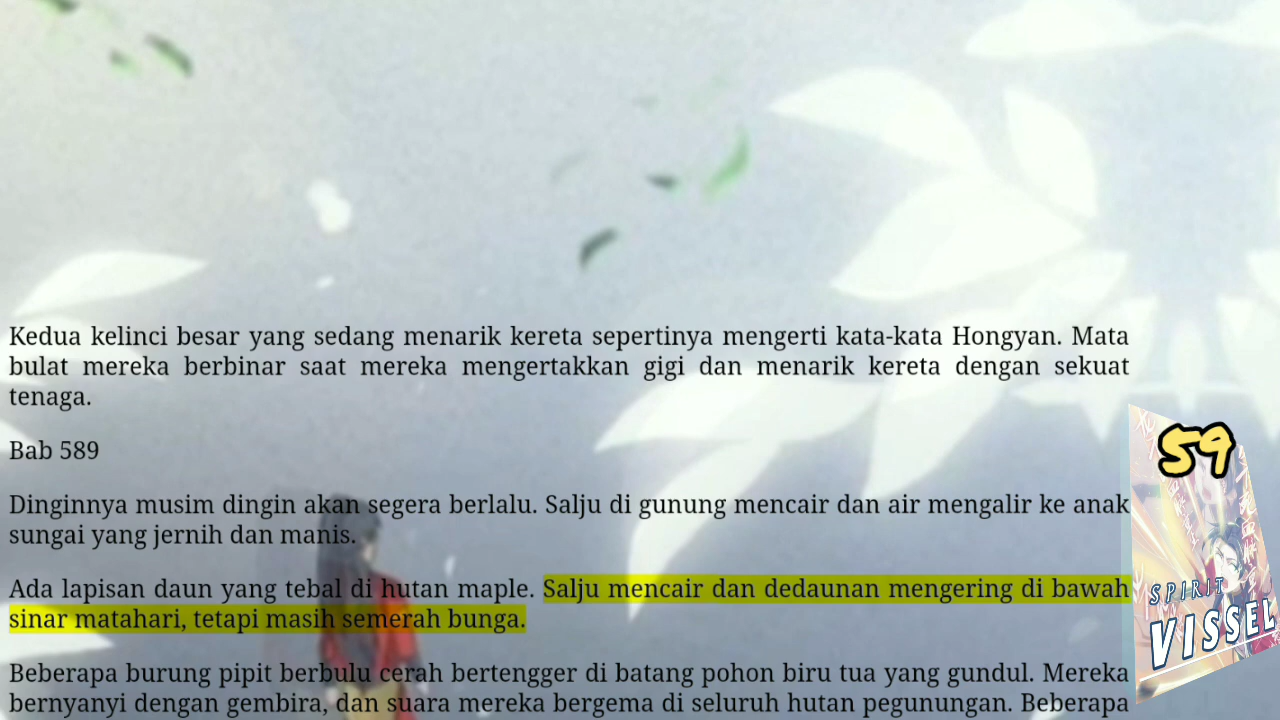 Kedua kelinci besar yang sedang menarik kereta sepertinya mengerti kata-kata Hongyan. Mata
bulat mereka berbinar saat mereka mengertakkan gigi dan menarik kereta dengan sekuat
tenaga.
Bab 589
Dinginnya musim dingin akan segera berlalu. Salju di gunung mencair dan air mengalir ke anak
sungai yang jernih dan manis.
Ada lapisan daun yang tebal di hutan maple. Salju mencair dan dedaunan mengering di bawah
sinar matahari, tetapi masih semerah bunga.
Beberapa burung pipit berbulu cerah bertengger di batang pohon biru tua yang gundul. Mereka
bernyanyi dengan gembira, dan suara mereka bergema di seluruh hutan pegunungan. Beberapa
59
SPIRIT
VISSEL